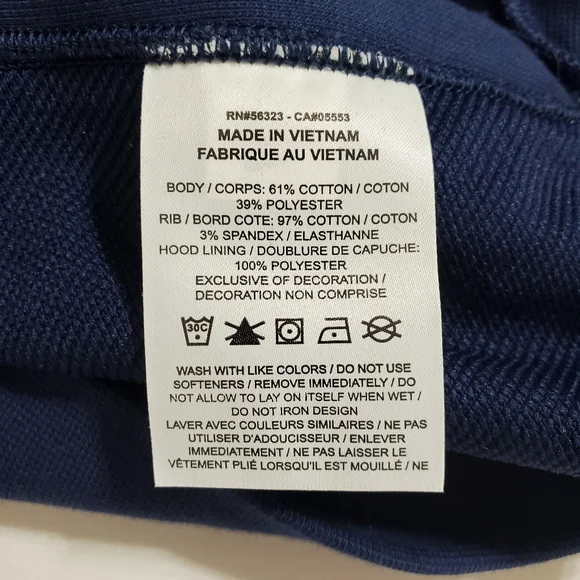 RN#56323 - CA#05553
MADE IN VIETNAM
FABRIQUE AU VIETNAM
BODY / CORPS: 61% COTTON / COTON
39% POLYESTER
RIB / BORD COTE: 97% COTTON / COTON
3% SPANDEX / ELASTHANNE
HOOD LINING / DOUBLURE DE CAPUCHE:
100% POLYESTER
EXCLUSIVE OF DECORATION /
DECORATION NON COMPRISE
30C
WASH WITH LIKE COLORS / DO NOT USE
SOFTENERS / REMOVE IMMEDIATELY / DO
NOT ALLOW TO LAY ON ITSELF WHEN WET /
DO NOT IRON DESIGN
LAVER AVEC COULEURS SIMILAIRES / NE PAS
UTILISER D'ADOUCISSEUR / ENLEVER
IMMÉDIATEMENT / NE PAS LAISSER LE
VÊTEMENT PLIÉ LORSQU'IL EST MOUILLÉ / NE